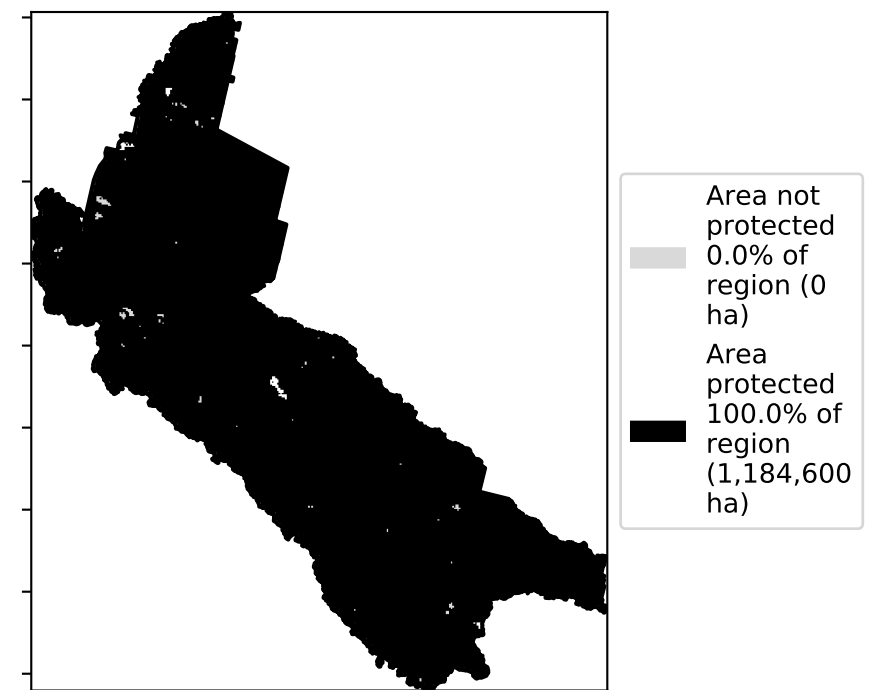 Area not
protected
0.0% of
region (0
ha)
Area
protected
100.0% of
region
(1,184,600
ha)